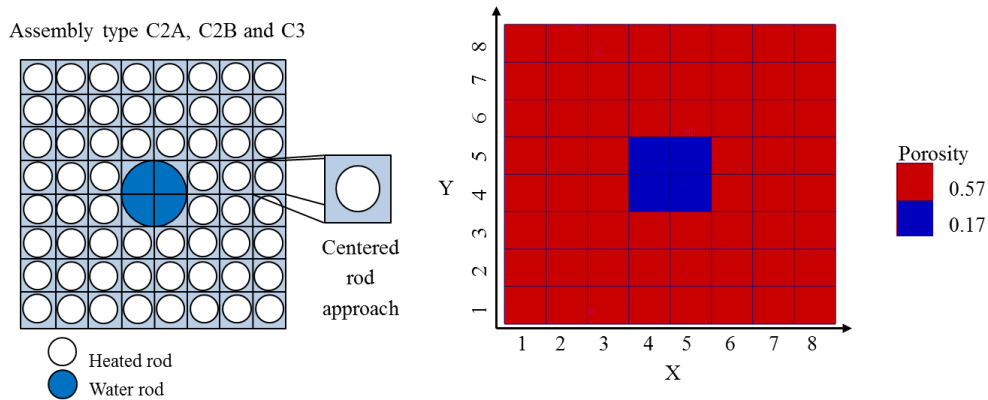 Assembly type C2A, C2B and C3
Centered
rod
approach
Heated rod
Water rod
8
7
6
5
4
3
2
1
Y
1 2 3 4 5 6 7 8
X
Porosity
0.57
0.17